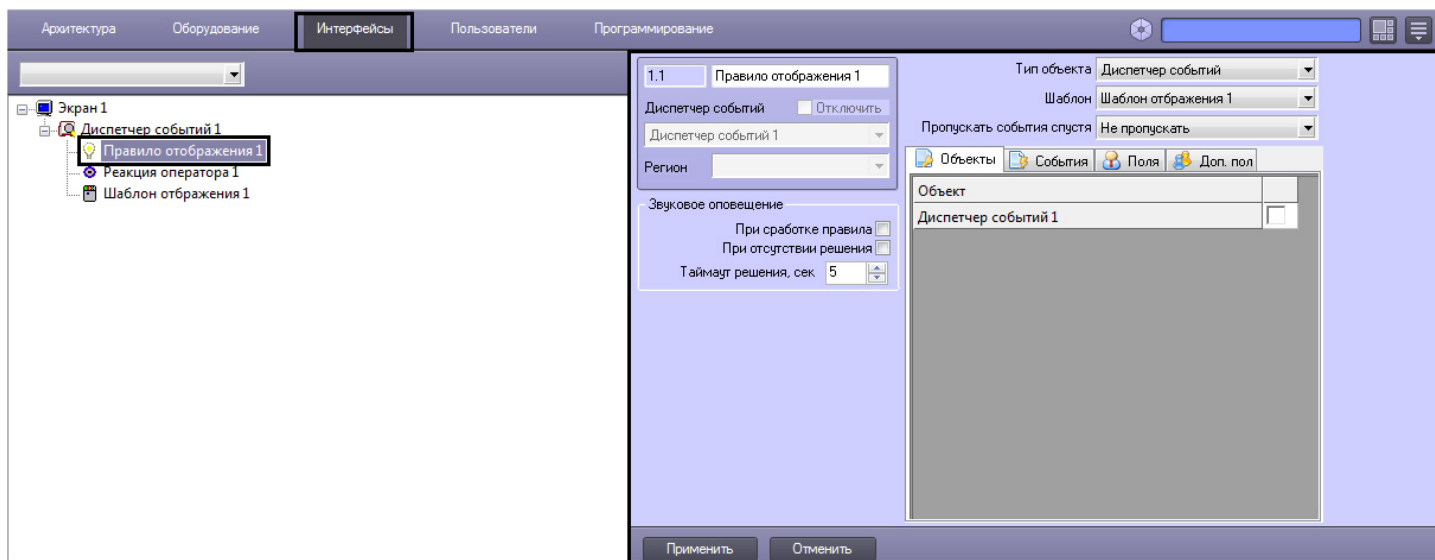 Архитектура Оборудование Интерфейсы Пользователи Программирование
Экран 1
Диспетчер событий 1
Правило отображения 1
Реакция оператора 1
Шаблон отбражения 1
1.1 Правило отображения 1
Диспетчер событий Отключить
Диспетчер событий 1
Регион
Звуковое оповещение
При сработке правила
При отсутствии решения
Таймаут решения, сек 5
Тип объекта Диспетчер событий
Шаблон Шаблон отбражения 1
Пропускать события спустя Не пропускать
Объекты События Поля Доп. пол
Объект
Диспетчер событий 1
Применить Отменить